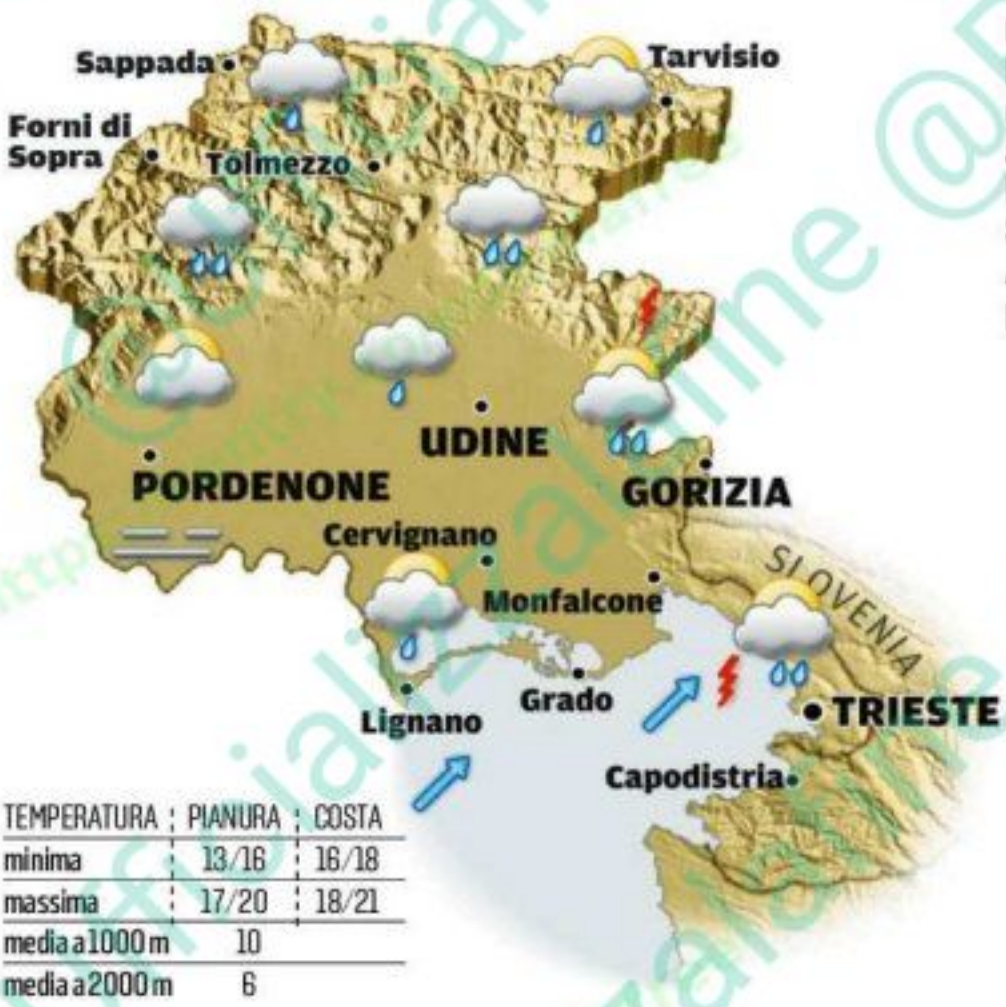 Sappada
Tarvisio
Forni di
Sopra
Tolmezzo
UDINE
PORDENONE
GORIZIA
Cervignano
Monfalcone
SLOVENIA
Grado
Lignano
TRIESTE
Capodistria
TEMPERATURA PIANURA COSTA
minima 13/16 16/18
massima 17/20 18/21
media a 1000 m 10
media a 2000 m 6